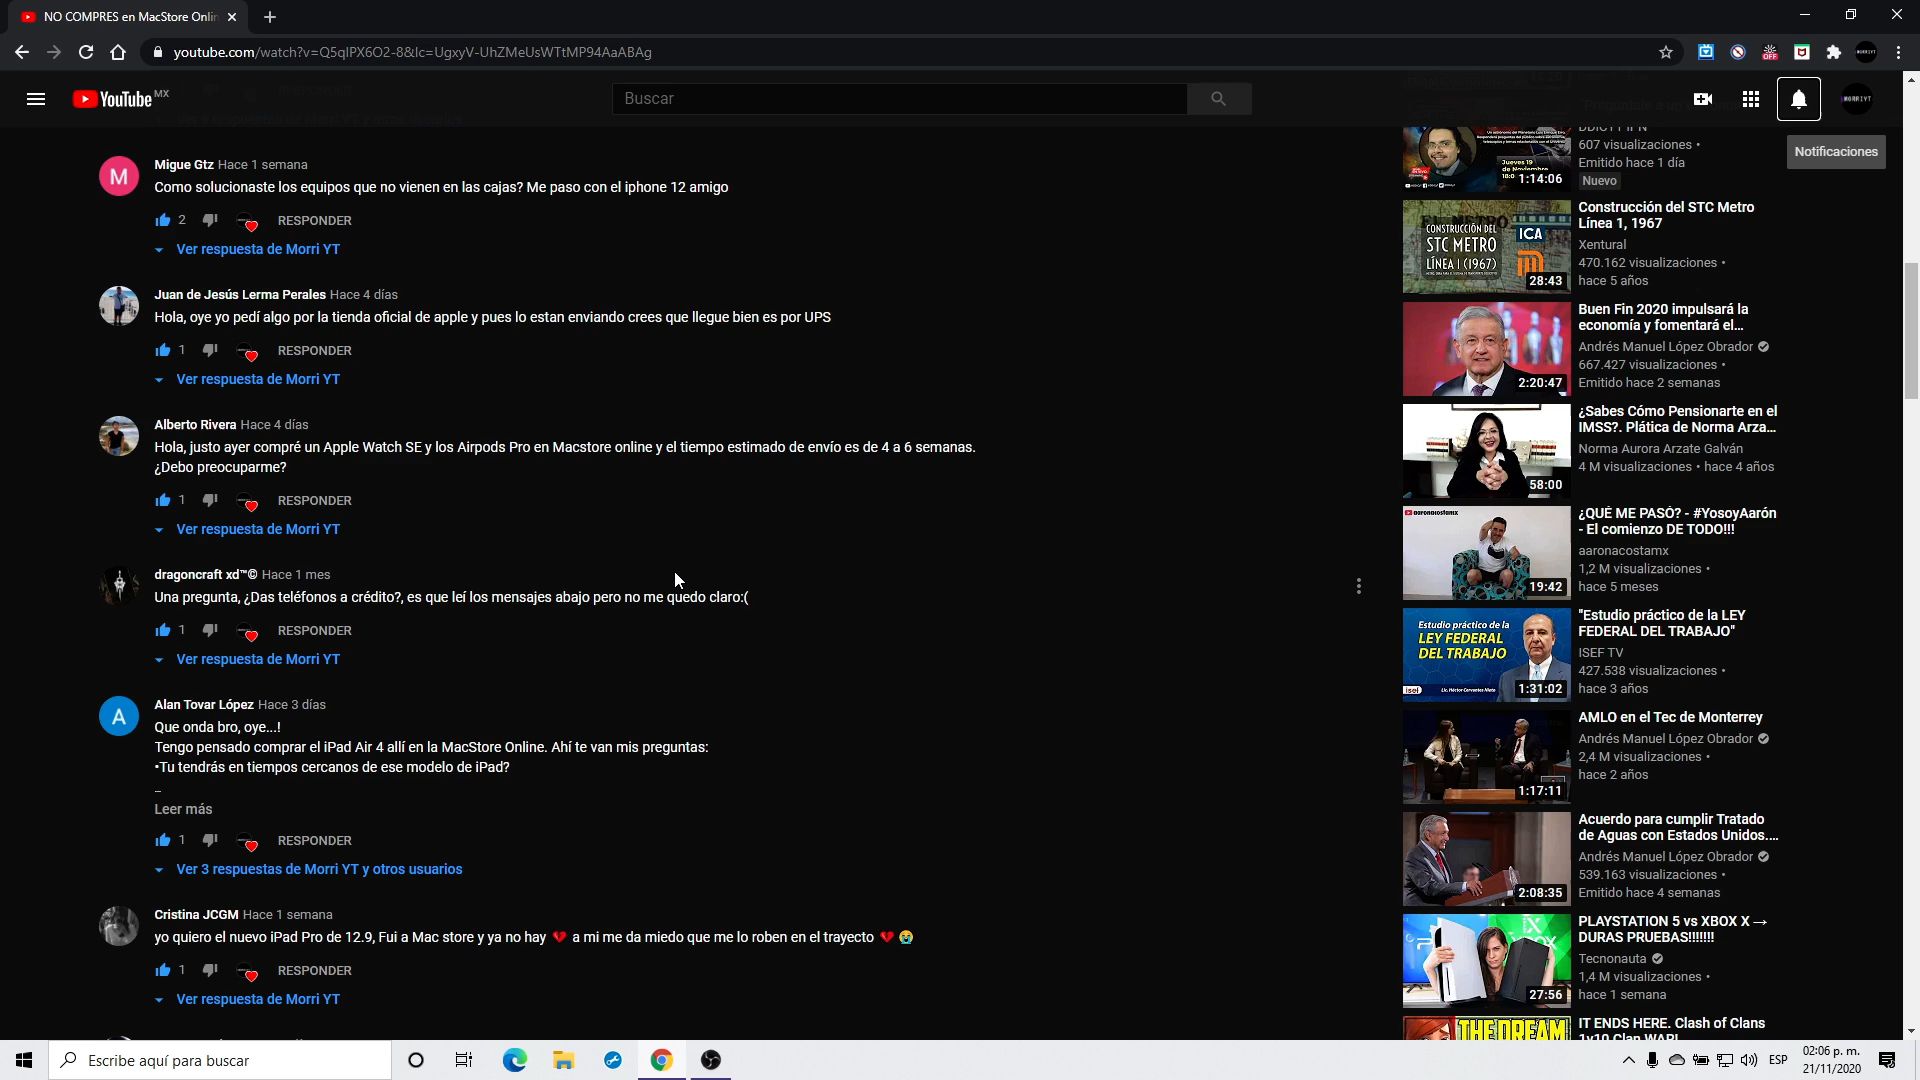 NO COMPRES en MacStore Onlin
youtube.com/watch?v=Q5qIPX6O2-8&lc=UgxyV-UhZMeUsWTtMP94AaABAg
OFF
YouTube MX
Buscar
MORRIYT
Notificaciones
Migue Gtz Hace 1 semana
Como solucionaste los equipos que no vienen en las cajas? Me paso con el iphone 12 amigo
2 RESPONDER
Ver respuesta de Morri YT
Juan de Jesús Lerma Perales Hace 4 días
Hola, oye yo pedí algo por la tienda oficial de apple y pues lo estan enviando crees que llegue bien es por UPS
1 RESPONDER
Ver respuesta de Morri YT
Alberto Rivera Hace 4 días
Hola, justo ayer compré un Apple Watch SE y los Airpods Pro en Macstore online y el tiempo estimado de envío es de 4 a 6 semanas.
¿Debo preocuparme?
1 RESPONDER
Ver respuesta de Morri YT
dragoncraft xd™© Hace 1 mes
Una pregunta, ¿Das teléfonos a crédito?, es que leí los mensajes abajo pero no me quedo claro:(
1 RESPONDER
Ver respuesta de Morri YT
Alan Tovar López Hace 3 días
Que onda bro, oye...!
Tengo pensado comprar el iPad Air 4 allí en la MacStore Online. Ahí te van mis preguntas:
•Tu tendrás en tiempos cercanos de ese modelo de iPad?
Leer más
1 RESPONDER
Ver 3 respuestas de Morri YT y otros usuarios
Cristina JCGM Hace 1 semana
yo quiero el nuevo iPad Pro de 12.9, Fui a Mac store y ya no hay 💔 a mi me da miedo que me lo roben en el trayecto 💔 😭
1 RESPONDER
Ver respuesta de Morri YT
Jueves 19
de Noviembre
1:14:06
607 visualizaciones •
Emitido hace 1 día
Nuevo
EL METRO
CONSTRUCCIÓN DEL
STC METRO
LÍNEA 1 (1967)
ICA
28:43
Construcción del STC Metro
Línea 1, 1967
Xentural
470.162 visualizaciones •
hace 5 años
2:20:47
Buen Fin 2020 impulsará la
economía y fomentará el...
Andrés Manuel López Obrador
667.427 visualizaciones •
Emitido hace 2 semanas
58:00
¿Sabes Cómo Pensionarte en el
IMSS?. Plática de Norma Arza...
Norma Aurora Arzate Galván
4 M visualizaciones • hace 4 años
aaronacostamx
19:42
¿QUÉ ME PASÓ? - #YosoyAarón
- El comienzo DE TODO!!!
aaronacostamx
1,2 M visualizaciones •
hace 5 meses
Estudio práctico de la
LEY FEDERAL
DEL TRABAJO
isef
Lic. Héctor Cervantes Nieto
1:31:02
"Estudio práctico de la LEY
FEDERAL DEL TRABAJO"
ISEF TV
427.538 visualizaciones •
hace 3 años
1:17:11
AMLO en el Tec de Monterrey
Andrés Manuel López Obrador
2,4 M visualizaciones •
hace 2 años
2:08:35
Acuerdo para cumplir Tratado
de Aguas con Estados Unidos....
Andrés Manuel López Obrador
539.163 visualizaciones •
Emitido hace 4 semanas
XBOX
27:56
PLAYSTATION 5 vs XBOX X →
DURAS PRUEBAS!!!!!!!
Tecnonauta
1,4 M visualizaciones •
hace 1 semana
THE DREAM
IT ENDS HERE. Clash of Clans
1v10 Clan WAR!
Escribe aquí para buscar
ESP
02:06 p. m.
21/11/2020